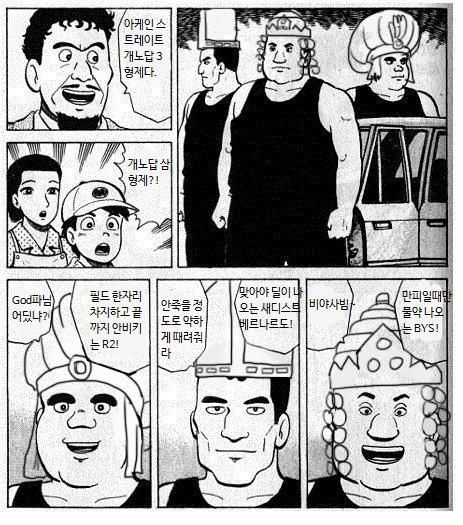 아케인 스
트레이트
개노답 3
형제다.
개노답 삼
형제?!
God파님
어딨냐?!
필드 한자리
차지하고 끝
까지 안비키
는 R2!
안죽을 정
도로 약하
게 때려줘
라
맞아야 딜이 나
오는 새디스트
베르나르도!
비야사빔~
만피일때만
물약 나오
는 BYS!